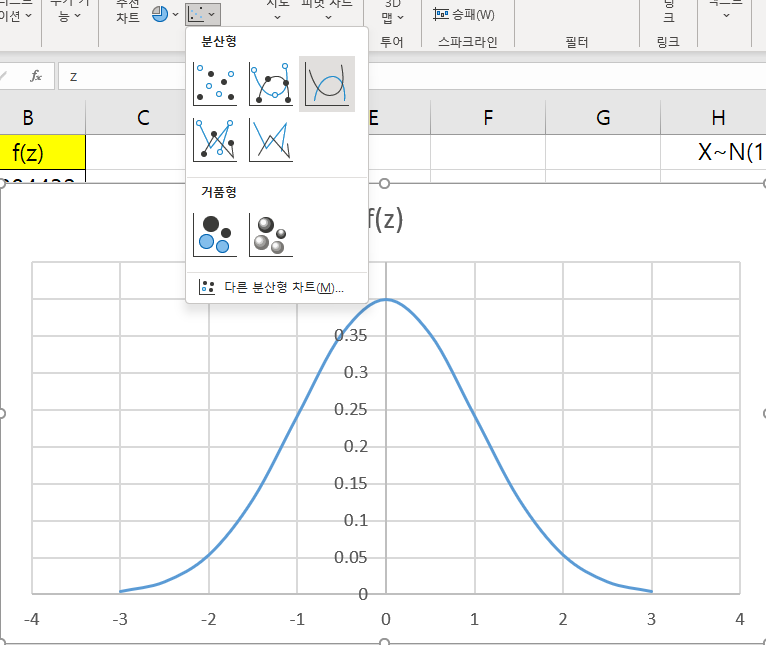 추천
차트
3D
맵
승패(W)
투어
스파크라인
필터
링크
fx
z
B
C
E
F
G
H
f(z)
X~N(1
분산형
거품형
다른 분산형 차트(M)...
f(z)
0.35
0.3
0.25
0.2
0.15
0.1
0.05
0
-4
-3
-2
-1
0
1
2
3
4